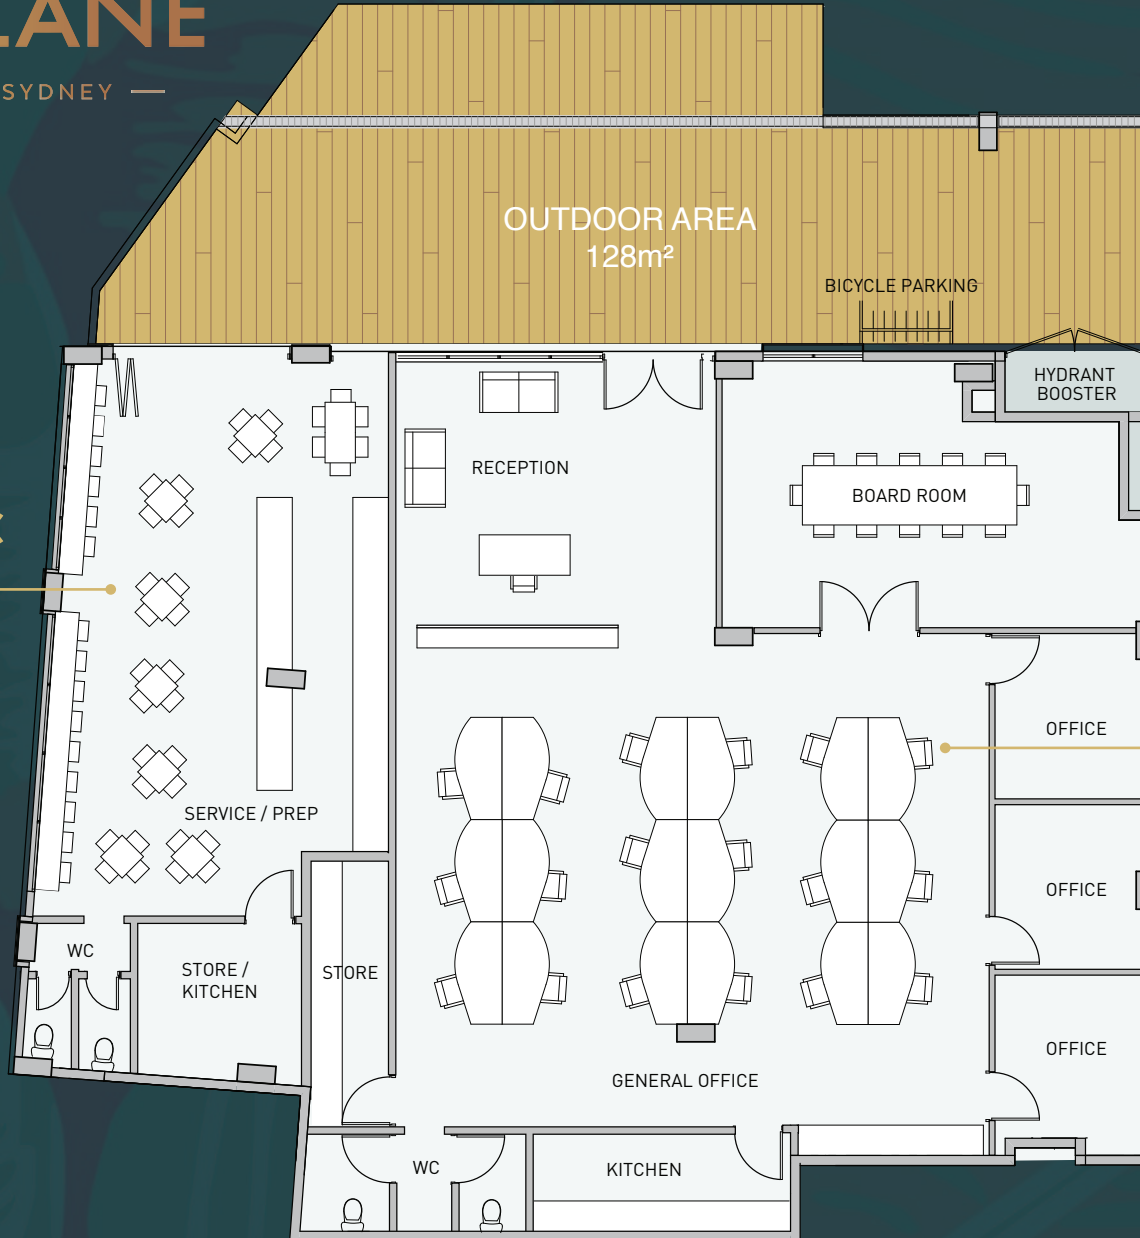 LANE
SYDNEY —
OUTDOOR AREA
128m²
BICYCLE PARKING
HYDRANT
BOOSTER
RECEPTION
BOARD ROOM
OFFICE
SERVICE / PREP
OFFICE
WC
STORE /
KITCHEN
STORE
OFFICE
GENERAL OFFICE
WC
KITCHEN